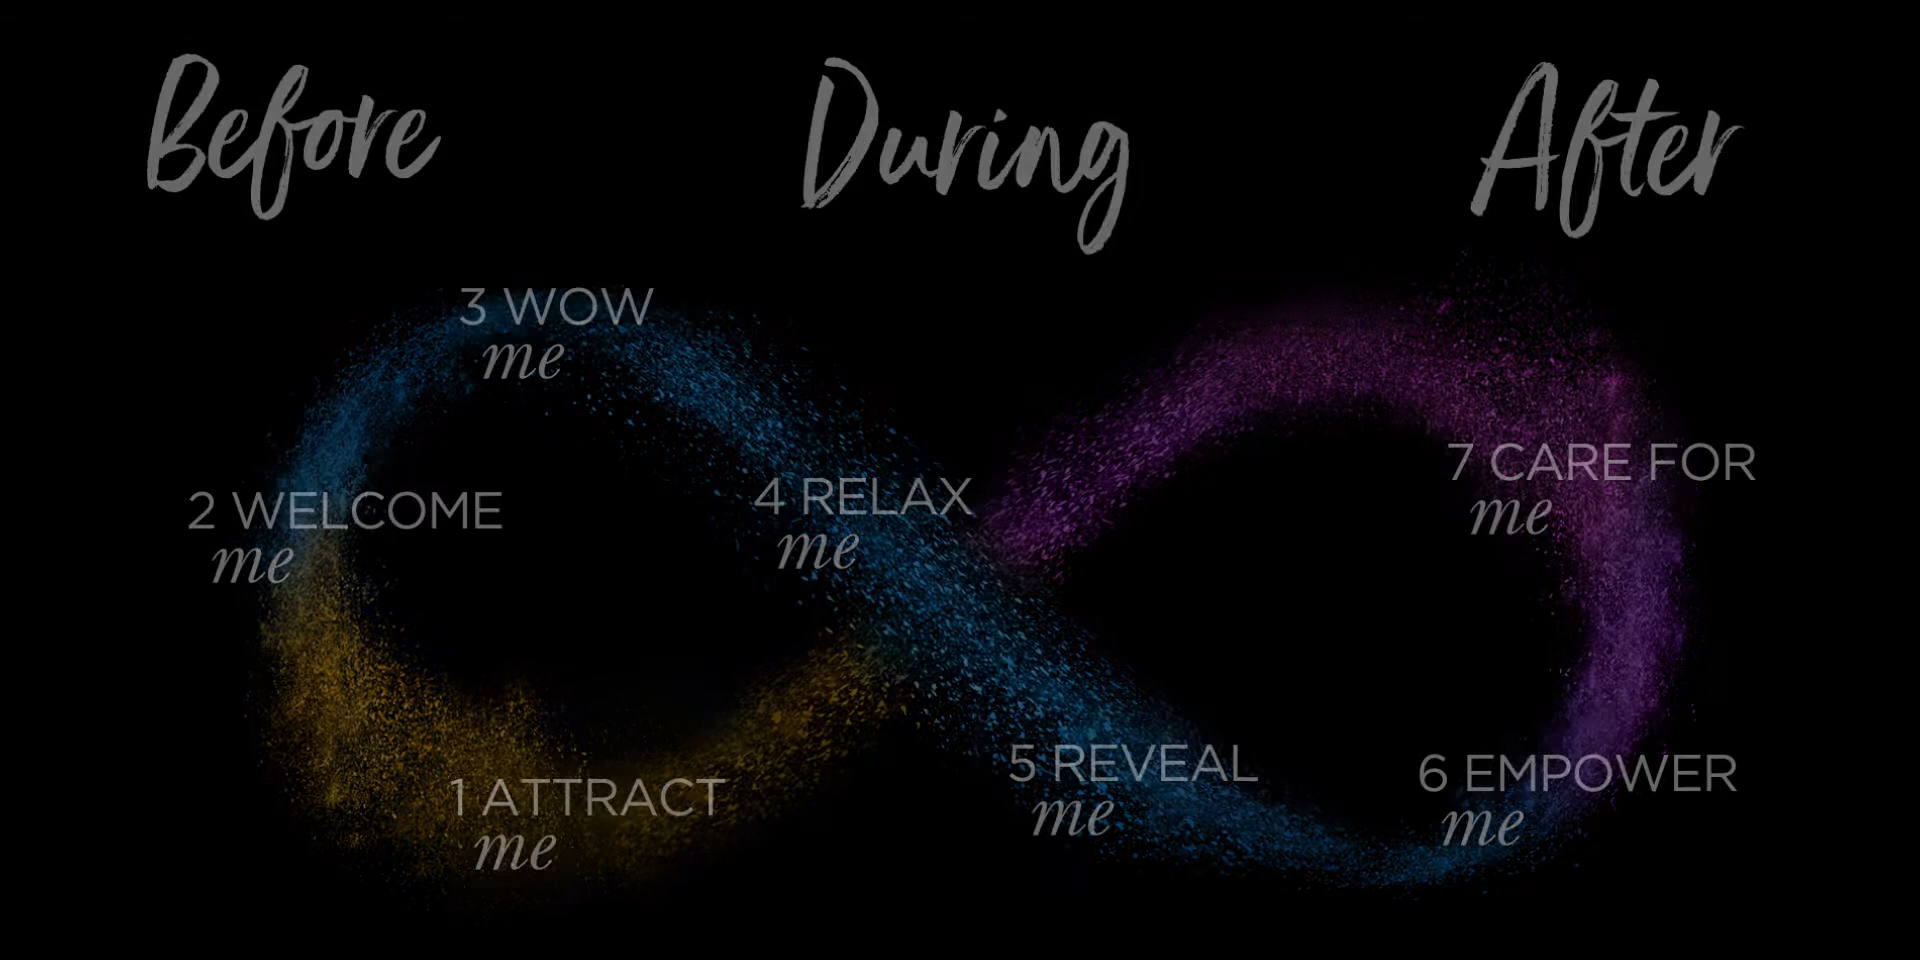 Before
During
After
3 WOW
me
2 WELCOME
me
4 RELAX
me
7 CARE FOR
me
1 ATTRACT
me
5 REVEAL
me
6 EMPOWER
me